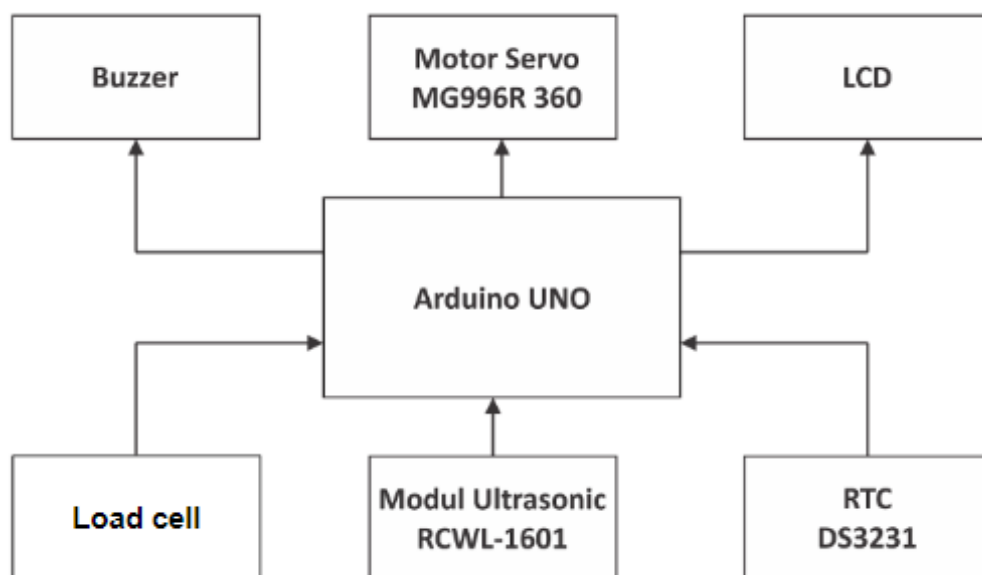 Buzzer
Motor Servo
MG996R 360
LCD
Arduino UNO
Load cell
Modul Ultrasonic
RCWL-1601
RTC
DS3231